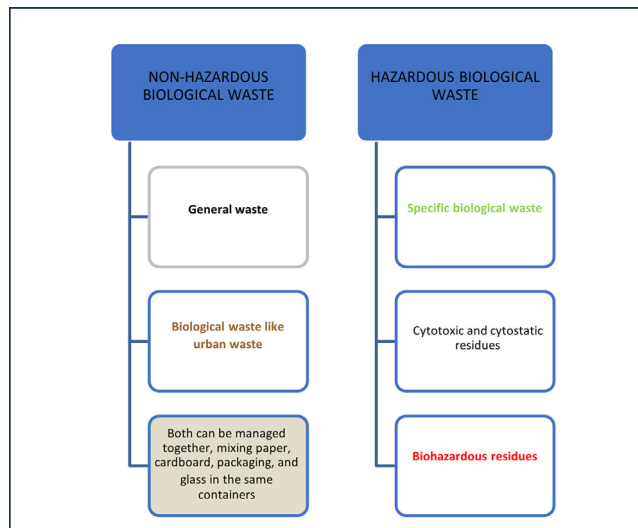 NON-HAZARDOUS
BIOLOGICAL WASTE
General waste
Biological waste like
urban waste
Both can be managed
together, mixing paper,
cardboard, packaging, and
glass in the same
containers
HAZARDOUS BIOLOGICAL
WASTE
Specific biological waste
Cytotoxic and cytostatic
residues
Biohazardous residues